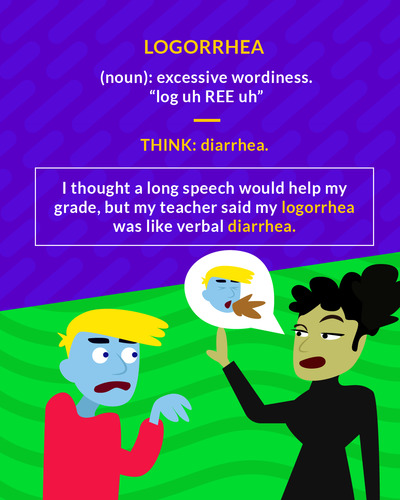 LOGORRHEA
(noun): excessive wordiness.
“log uh REE uh”
THINK: diarrhea.
I thought a long speech would help my
grade, but my teacher said my logorrhea
was like verbal diarrhea.